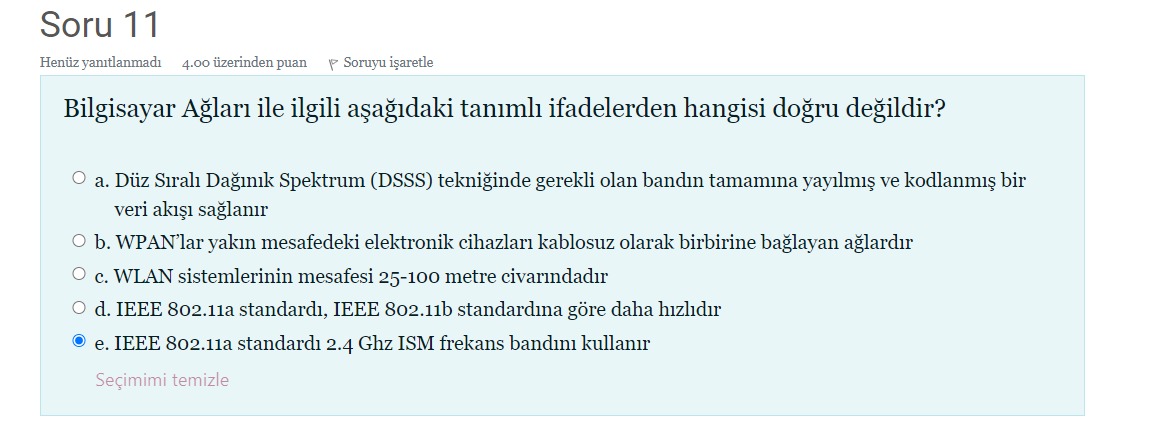 Soru 11
Henüz yanıtlanmadı 4.00 üzerinden puan Soruyu işaretle
Bilgisayar Ağları ile ilgili aşağıdaki tanımlı ifadelerden hangisi doğru değildir?
a. Düz Sıralı Dağınık Spektrum (DSSS) tekniğinde gerekli olan bandın tamamına yayılmış ve kodlanmış bir
veri akışı sağlanır
b. WPAN’lar yakın mesafedeki elektronik cihazları kablosuz olarak birbirine bağlayan ağlardır
c. WLAN sistemlerinin mesafesi 25-100 metre civarındadır
d. IEEE 802.11a standardı, IEEE 802.11b standardına göre daha hızlıdır
e. IEEE 802.11a standardı 2.4 Ghz ISM frekans bandını kullanır
Seçimimi temizle